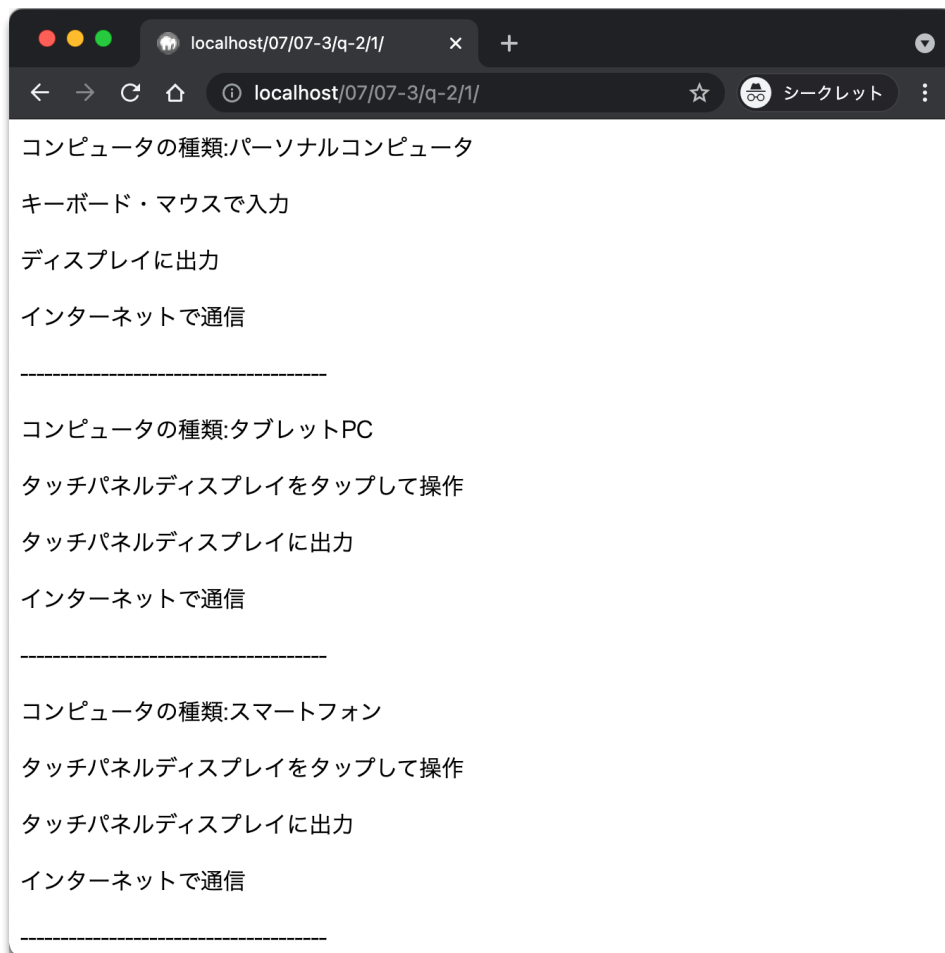 localhost/07/07-3/q-2/1/
localhost/07/07-3/q-2/1/
シークレット
コンピュータの種類:パーソナルコンピュータ
キーボード・マウスで入力
ディスプレイに出力
インターネットで通信
--------------------------------------
コンピュータの種類:タブレットPC
タッチパネルディスプレイをタップして操作
タッチパネルディスプレイに出力
インターネットで通信
--------------------------------------
コンピュータの種類:スマートフォン
タッチパネルディスプレイをタップして操作
タッチパネルディスプレイに出力
インターネットで通信
--------------------------------------